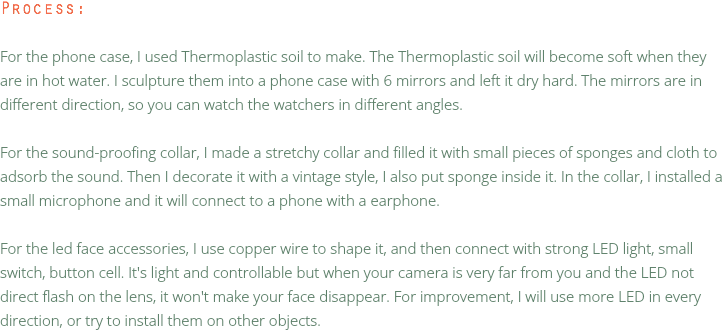 Process:
For the phone case, I used Thermoplastic soil to make. The Thermoplastic soil will become soft when they
are in hot water. I sculpture them into a phone case with 6 mirrors and left it dry hard. The mirrors are in
different direction, so you can watch the watchers in different angles.
For the sound-proofing collar, I made a stretchy collar and filled it with small pieces of sponges and cloth to
adsorb the sound. Then I decorate it with a vintage style, I also put sponge inside it. In the collar, I installed a
small microphone and it will connect to a phone with a earphone.
For the led face accessories, I use copper wire to shape it, and then connect with strong LED light, small
switch, button cell. It's light and controllable but when your camera is very far from you and the LED not
direct flash on the lens, it won't make your face disappear. For improvement, I will use more LED in every
direction, or try to install them on other objects.